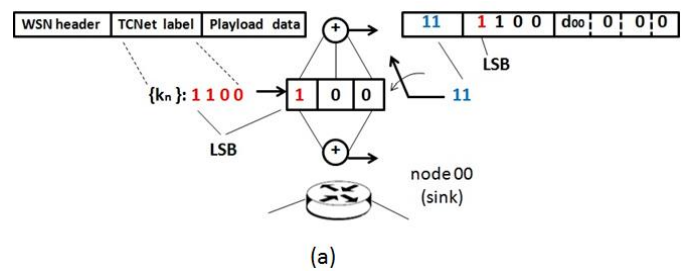 WSN header TCNet label Playload data
+
11 1 1 0 0 d00 0 0 0
LSB
{kn}: 1 1 0 0
1 0 0
11
LSB
+
node 00
(sink)
(a)